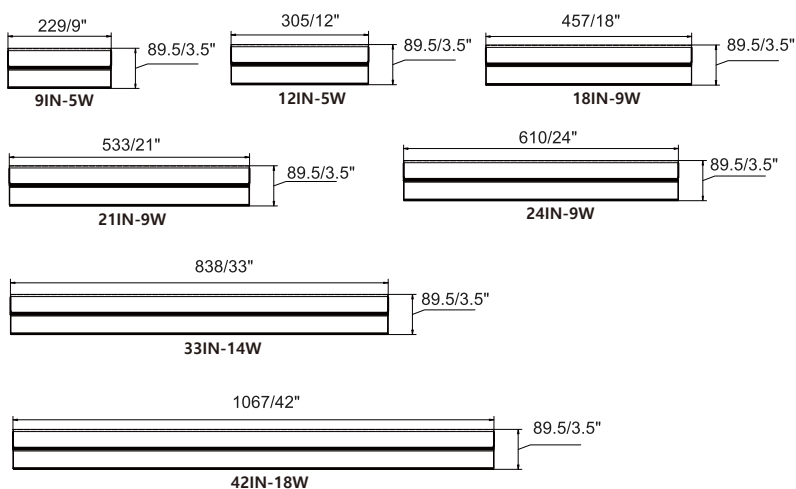 229/9"
89.5/3.5"
9IN-5W
305/12"
89.5/3.5"
12IN-5W
457/18"
89.5/3.5"
18IN-9W
533/21"
89.5/3.5"
21IN-9W
610/24"
89.5/3.5"
24IN-9W
838/33"
89.5/3.5"
33IN-14W
1067/42"
89.5/3.5"
42IN-18W